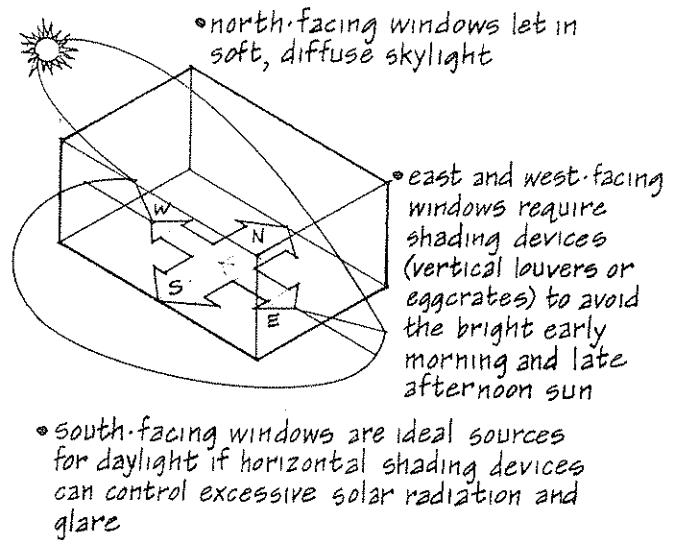 • north-facing windows let in
soft, diffuse skylight
• east and west-facing
windows require
shading devices
(vertical louvers or
eggcrates) to avoid
the bright early
morning and late
afternoon sun
W
N
S
E
• south-facing windows are ideal sources
for daylight if horizontal shading devices
can control excessive solar radiation and
glare